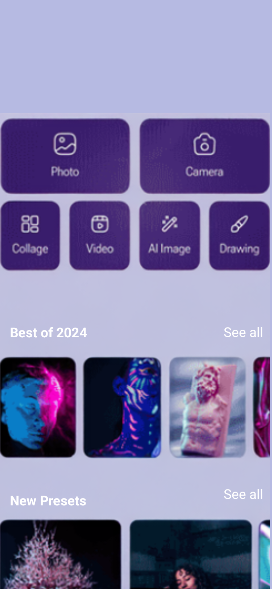 Photo
Camera
Collage
Video
AI Image
Drawing
Best of 2024
See all
New Presets
See all